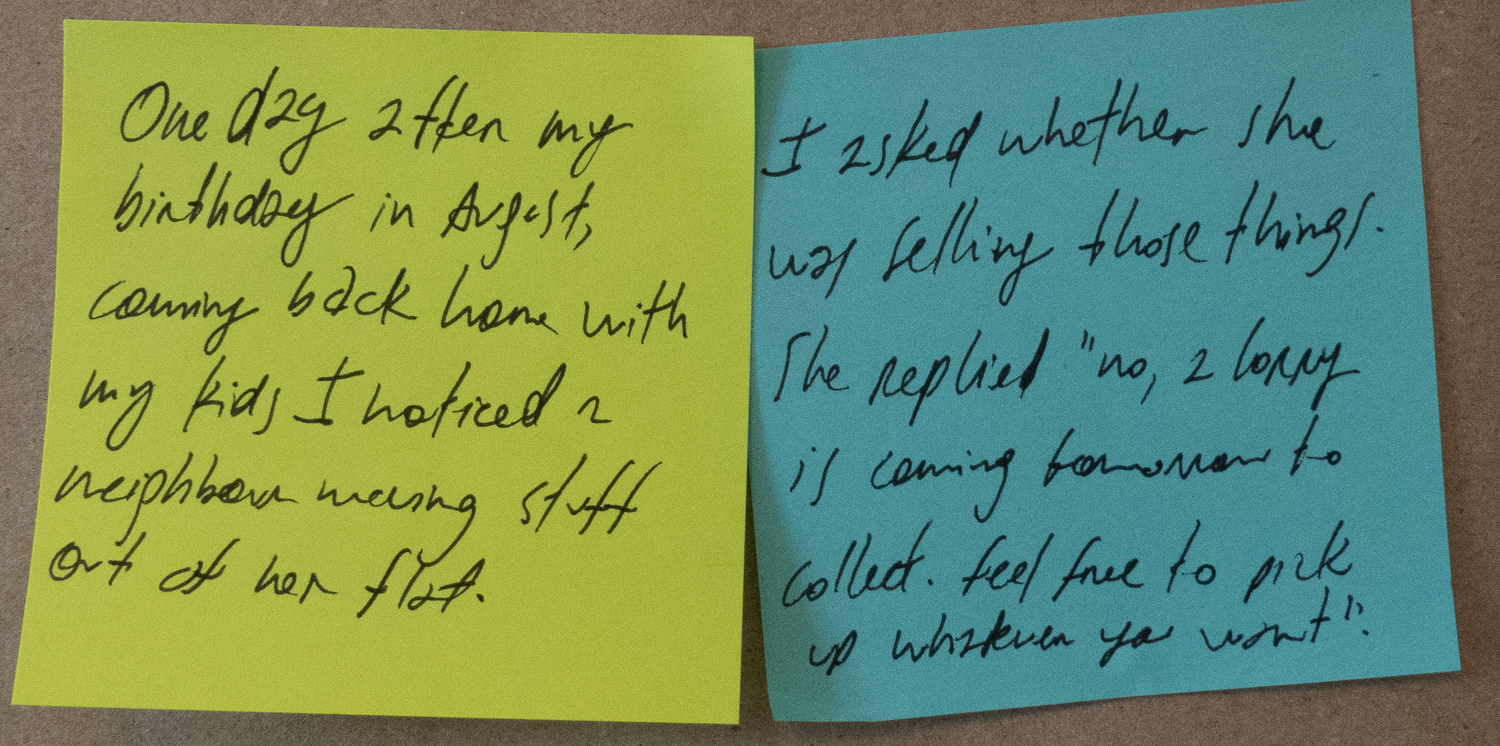 One day after my
birthday in August,
coming back home with
my kids I noticed a
neighbour moving stuff
out of her flat.
I asked whether she
was selling those things.
She replied "no, a lorry
is coming tomorrow to
collect. Feel free to pick
up whatever you want".